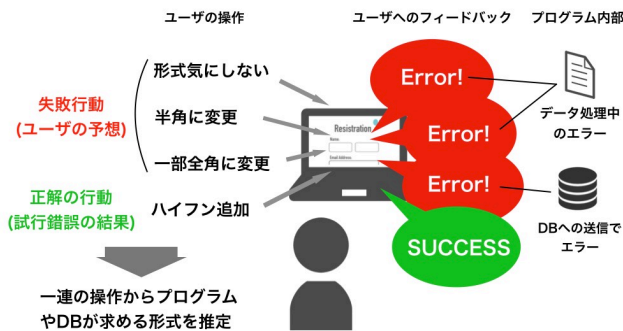 ユーザの操作
ユーザへのフィードバック
プログラム内部
失敗行動
(ユーザの予想)
形式気にしない
半角に変更
一部全角に変更
正解の行動
(試行錯誤の結果)
ハイフン追加
Resistration
Name
Email Address
Error!
Error!
Error!
SUCCESS
データ処理中
のエラー
DBへの送信で
エラー
一連の操作からプログラム
やDBが求める形式を推定